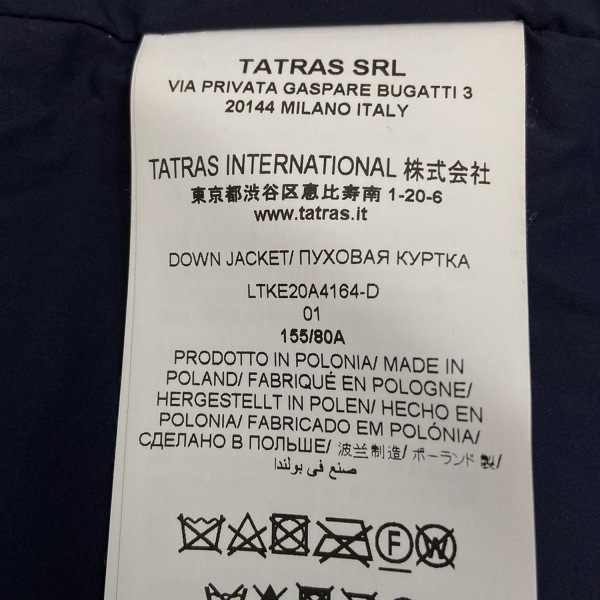 TATRAS SRL
VIA PRIVATA GASPARE BUGATTI 3
20144 MILANO ITALY
TATRAS INTERNATIONAL 株式会社
東京都渋谷区恵比寿南 1-20-6
www.tatras.it
DOWN JACKET/ ПУХОВАЯ КУРТКА
LTKE20A4164-D
01
155/80A
PRODOTTO IN POLONIA/ MADE IN
POLAND/ FABRIQUÉ EN POLOGNE/
HERGESTELLT IN POLEN/ HECHO EN
POLONIA/ FABRICADO EM POLÓNIA/
СДЕЛАНО В ПОЛЬШЕ/ 波兰制造/ ポーランド 製/
صنع في بولندا
F W